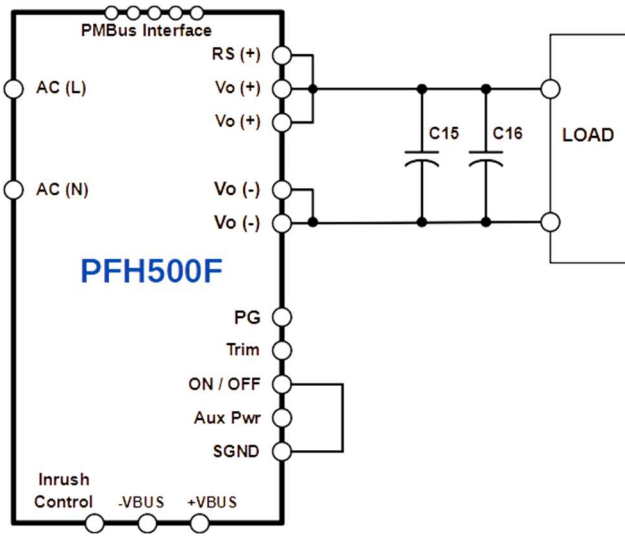 PMBus Interface
RS (+)
AC (L)
Vo (+)
Vo (+)
C15
C16
LOAD
AC (N)
Vo (-)
Vo (-)
PFH500F
PG
Trim
ON / OFF
Aux Pwr
SGND
Inrush
Control
-VBUS
+VBUS